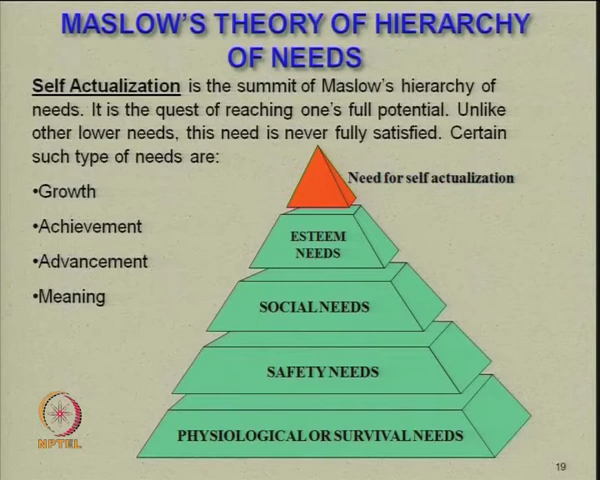 MASLOW'S THEORY OF HIERARCHY
OF NEEDS
Self Actualization is the summit of Maslow's hierarchy of
needs. It is the quest of reaching one's full potential. Unlike
other lower needs, this need is never fully satisfied. Certain
such type of needs are:
•Growth
•Achievement
•Advancement
•Meaning
Need for self actualization
ESTEEM
NEEDS
SOCIAL NEEDS
SAFETY NEEDS
PHYSIOLOGICAL OR SURVIVAL NEEDS
NPTEL
19